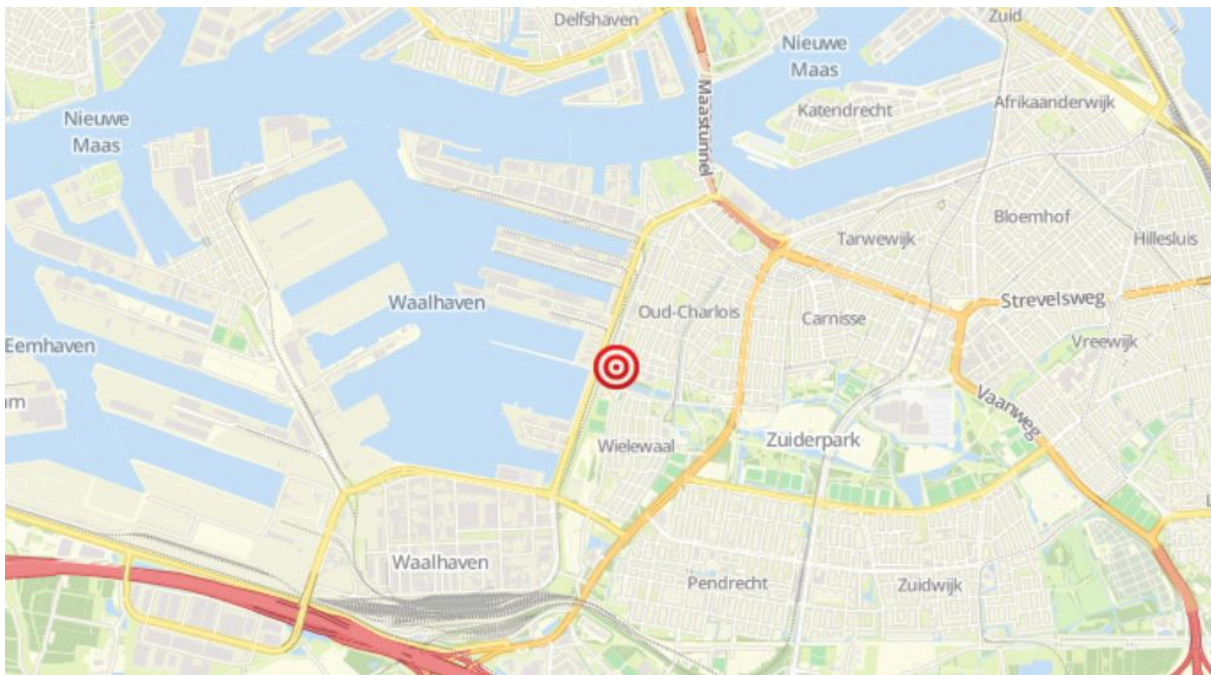 Delfshaven
Zuid
Nieuwe
Maas
Nieuwe
Maas
Maastunnel
Katendrecht
Afrikaanderwijk
Bloemhof
Tarwewijk
Hillesluis
Waalhaven
Oud-Charlois
Carnisse
Strevelsweg
Eemhaven
Vreewijk
am
Vaanweg
Wielewaal
Zuiderpark
Waalhaven
Pendrecht
Zuidwijk
L